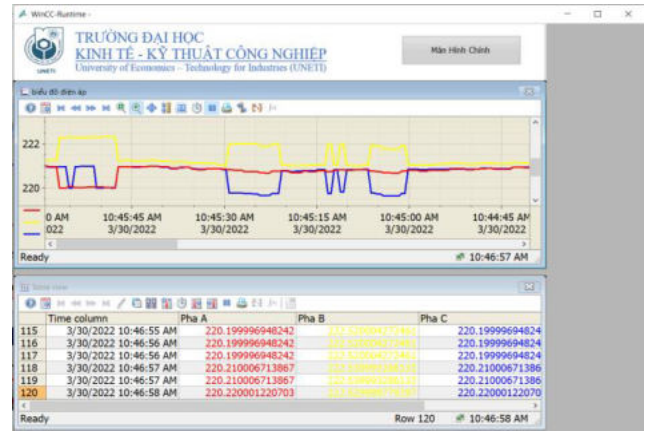 WinCC-Runtime -
TRƯỜNG ĐẠI HỌC
KINH TẾ - KỸ THUẬT CÔNG NGHIỆP
University of Economics – Technology for Industries (UNETI)
UNETI
Màn Hình Chính
biểu đồ điện áp
222
220
0 AM 10:45:45 AM 10:45:30 AM 10:45:15 AM 10:45:00 AM 10:44:45 AM
022 3/30/2022 3/30/2022 3/30/2022 3/30/2022 3/30/2022
Ready 10:46:57 AM
Time column Pha A Pha B Pha C
115 3/30/2022 10:46:55 AM 220.199996948242 220.19999694824
116 3/30/2022 10:46:56 AM 220.199996948242 220.19999694824
117 3/30/2022 10:46:56 AM 220.199996948242 220.19999694824
118 3/30/2022 10:46:57 AM 220.210006713867 220.21000671386
119 3/30/2022 10:46:57 AM 220.210006713867 220.21000671386
120 3/30/2022 10:46:58 AM 220.220001220703 220.22000122070
Ready Row 120 10:46:58 AM